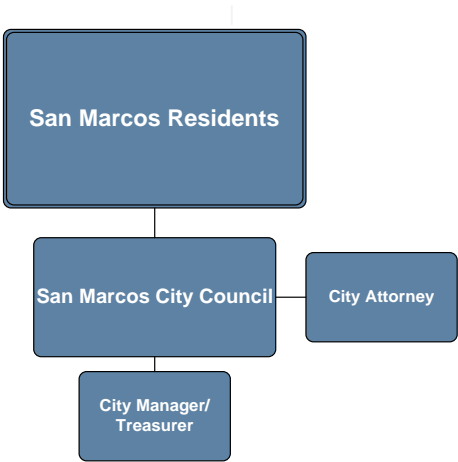 San Marcos Residents
San Marcos City Council
City Attorney
City Manager/
Treasurer